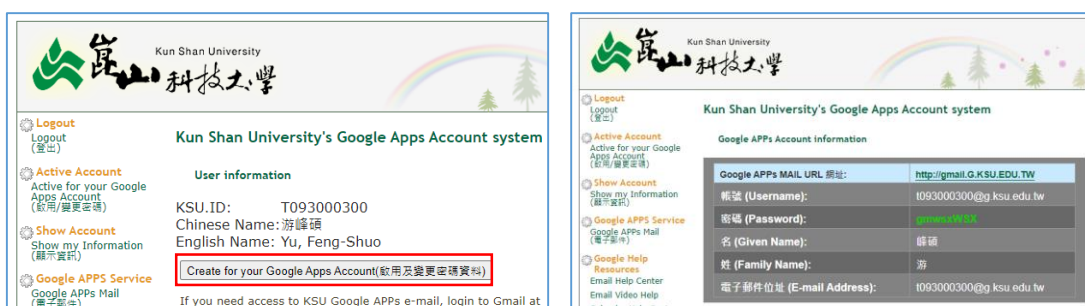 Kun Shan University
崑山科技大學
Logout
Logout
(登出)
Active Account
Active for your Google
Apps Account
(啟用/變更密碼)
Show Account
Show my Information
(顯示資訊)
Google APPS Service
Google APPs Mail
(電子郵件)
Kun Shan University's Google Apps Account system
User information
KSU.ID: T093000300
Chinese Name:游峰碩
English Name: Yu, Feng-Shuo
Create for your Google Apps Account(啟用及變更密碼資料)
If you need access to KSU Google APPs e-mail, login to Gmail at
Kun Shan University
崑山科技大學
Logout
Logout
(登出)
Active Account
Active for your Google
Apps Account
(啟用/變更密碼)
Show Account
Show my Information
(顯示資訊)
Google APPS Service
Google APPs Mail
(電子郵件)
Google Help
Resources
Email Help Center
Email Video Help
Kun Shan University's Google Apps Account system
Google APPs Account information
Google APPs MAIL URL 網址: http://gmail.G.KSU.EDU.TW
帳號 (Username): t093000300@g.ksu.edu.tw
密碼 (Password):
名 (Given Name): 峰碩
姓 (Family Name): 游
電子郵件位址 (E-mail Address): t093000300@g.ksu.edu.tw